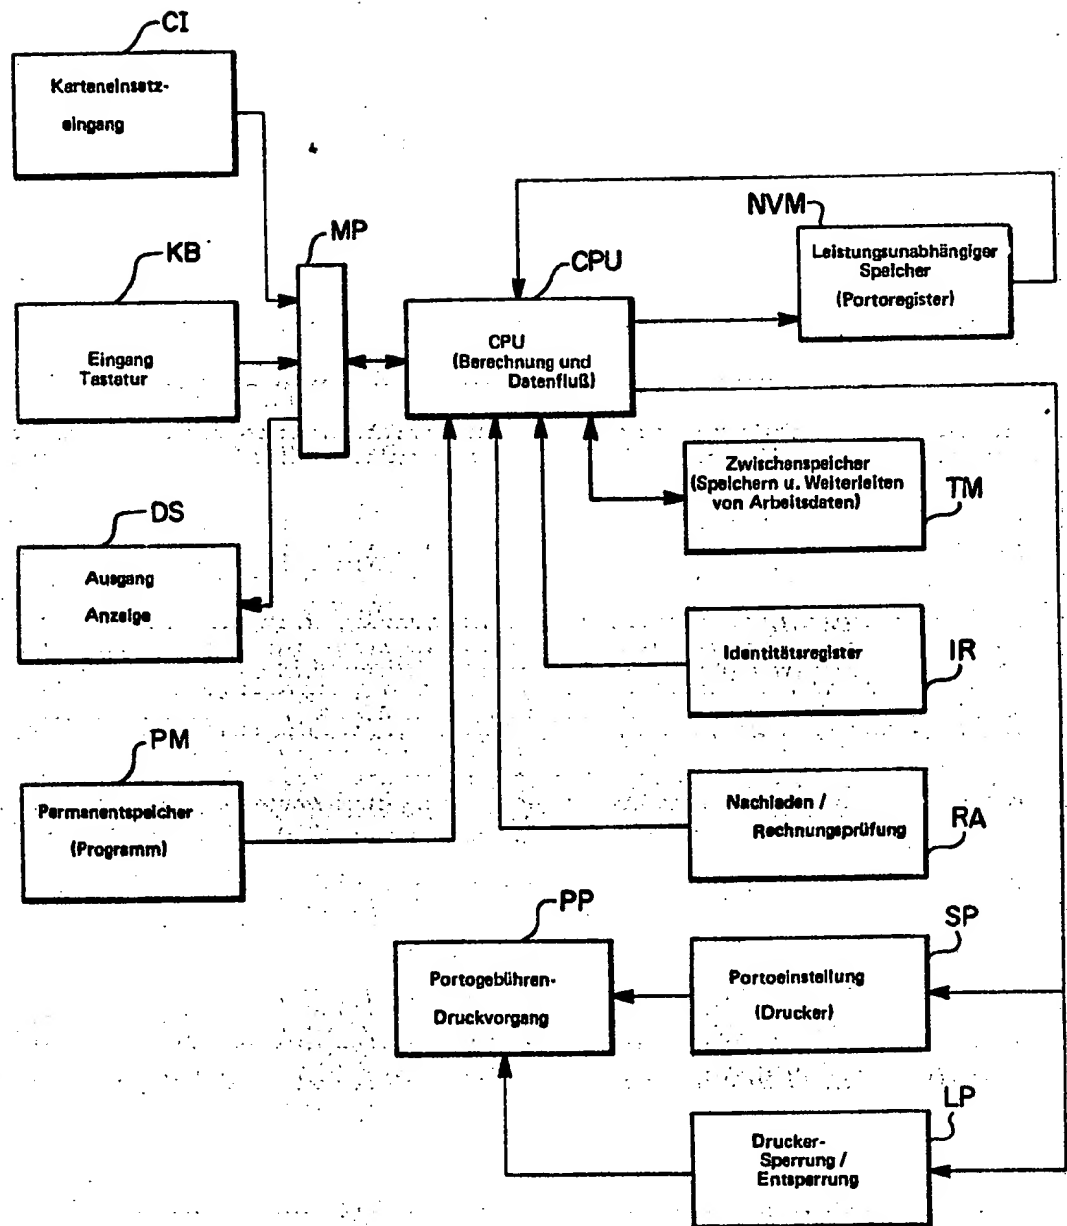 CI
Karteneinsatz-
eingang
NVM
MP
Leistungsunabhängiger
Speicher
(Portoregister)
KB
CPU
CPU
(Berechnung und
Datenfluß)
Eingang
Tastatur
Zwischenspeicher
(Speichern u. Weiterleiten
von Arbeitsdaten)
TM
DS
Ausgang
Anzeige
Identitätsregister
IR
PM
Permanentspeicher
(Programm)
Nachladen /
Rechnungsprüfung
RA
PP
Portogebühren-
Druckvorgang
SP
Portoeinstellung
(Drucker)
LP
Drucker-
Sperrung /
Entsperrung